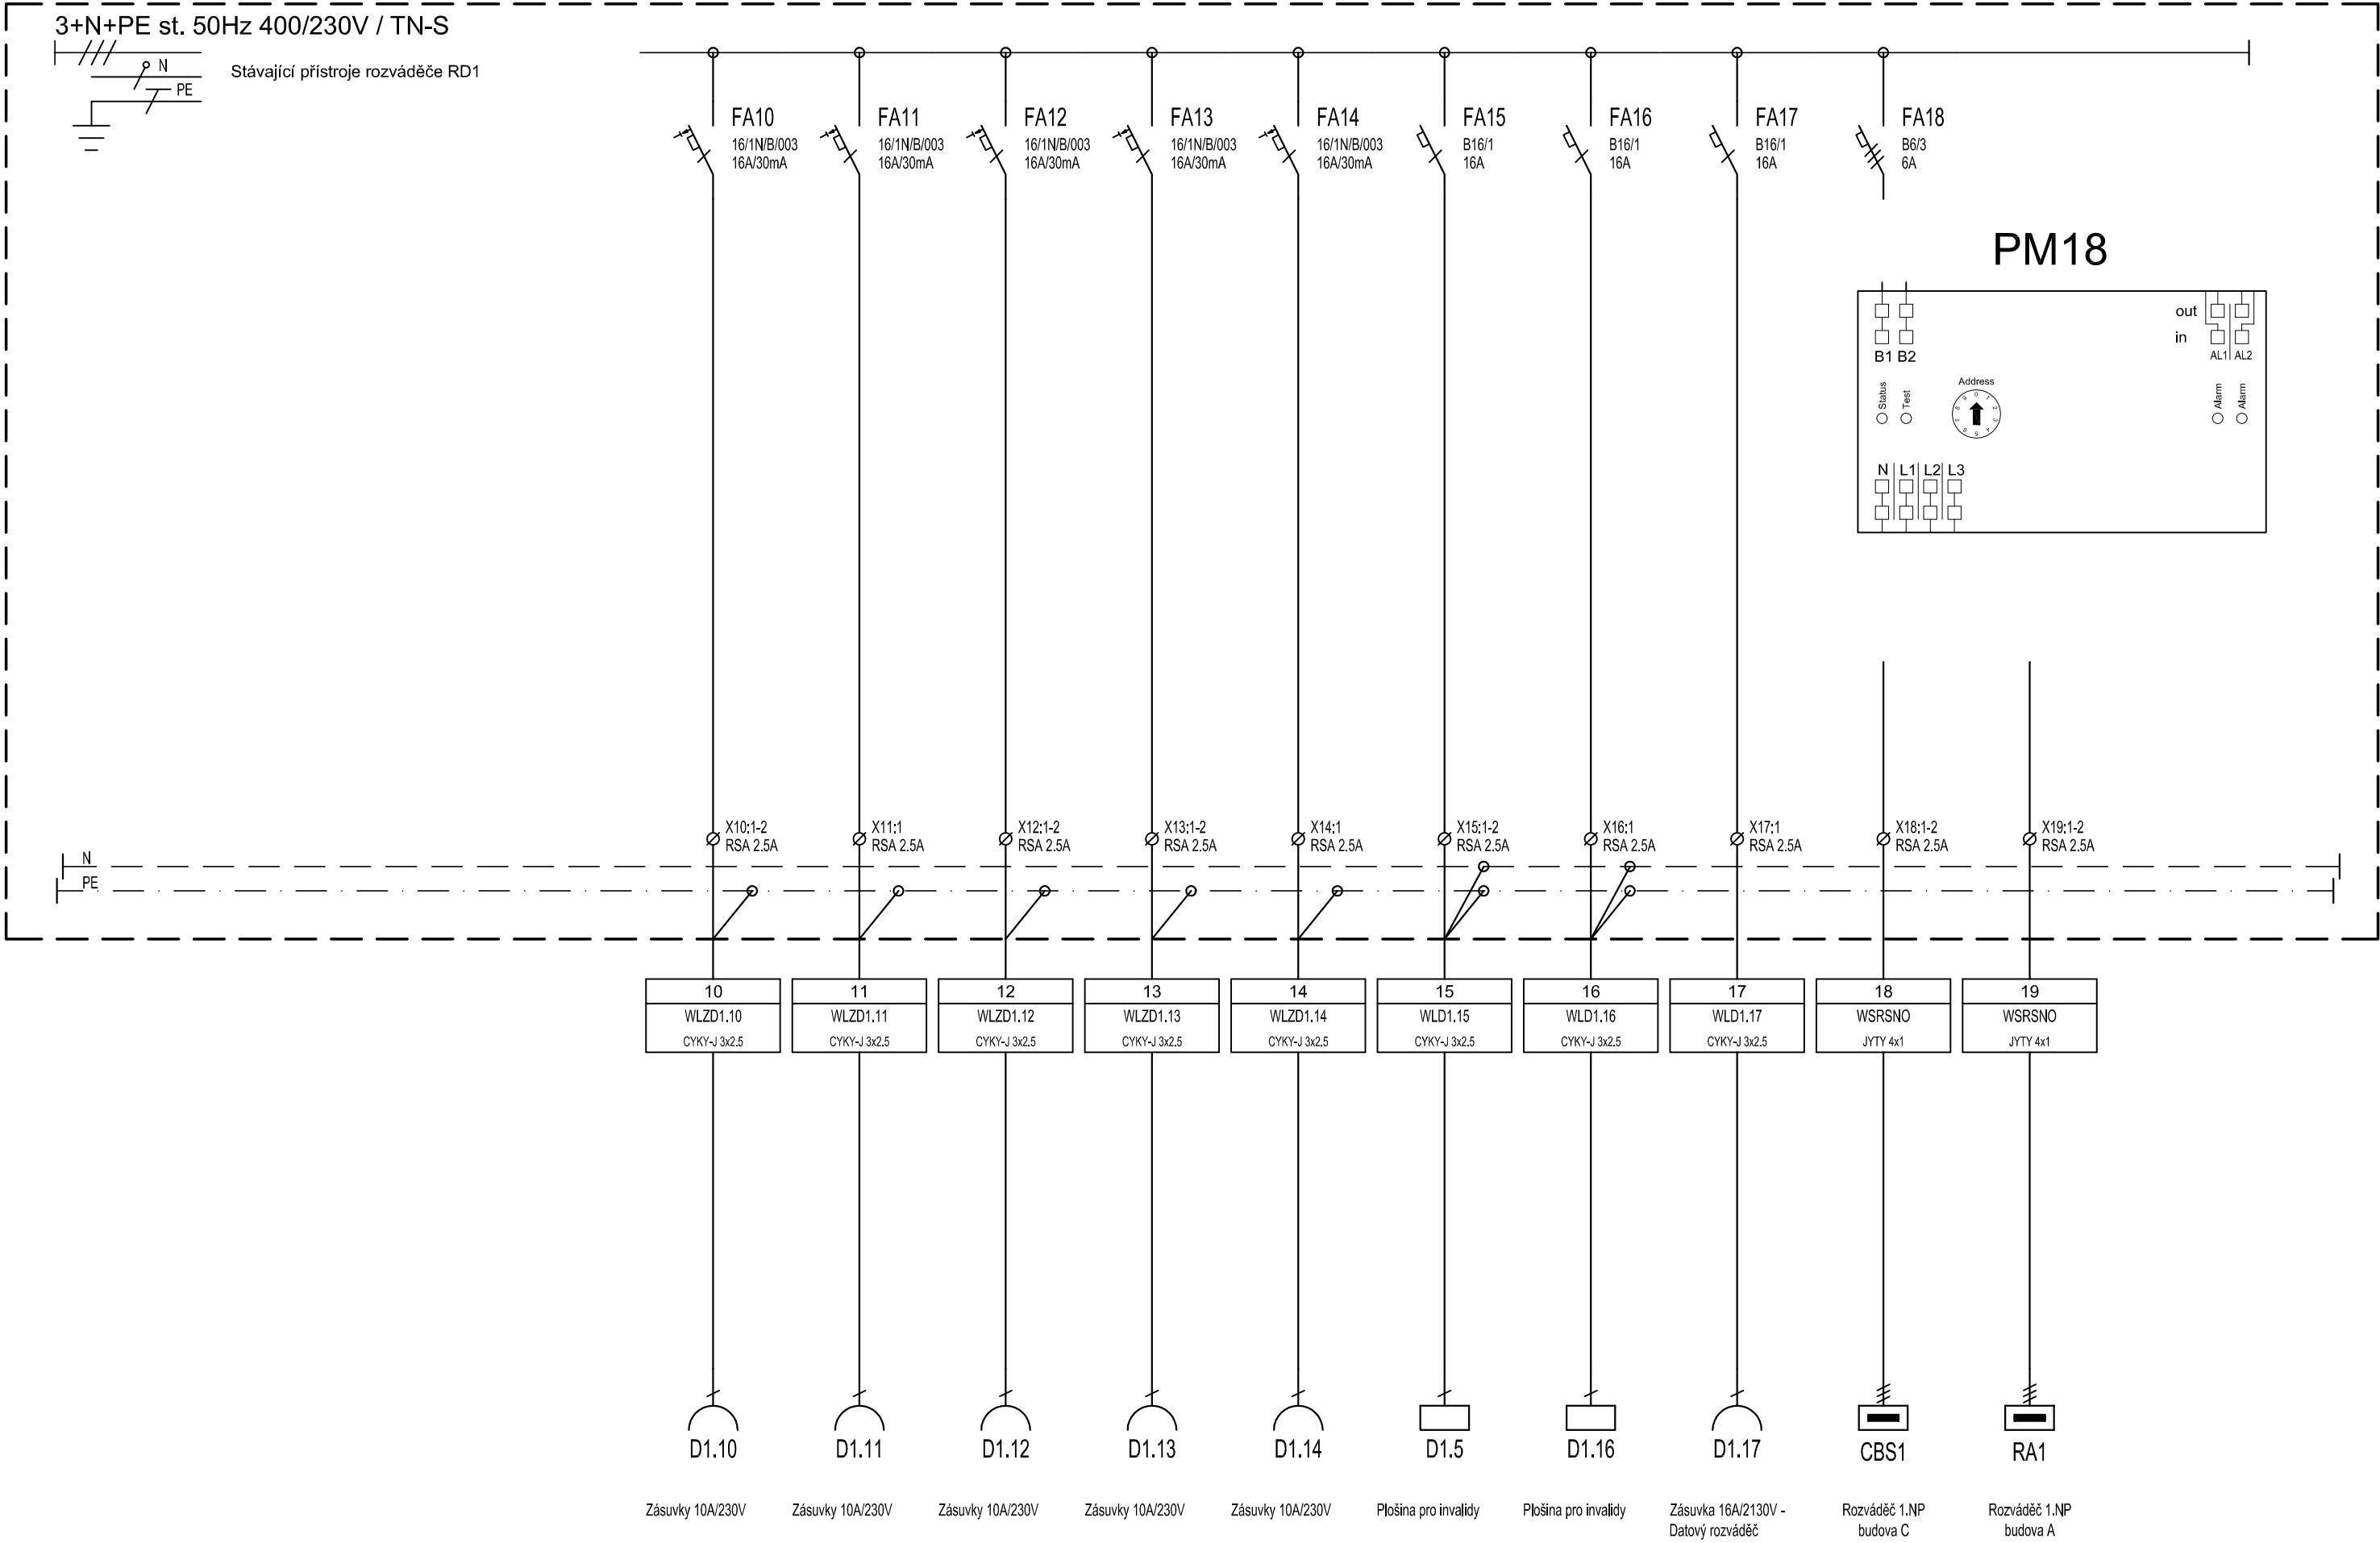 3+N+PE st. 50Hz 400/230V / TN-S
N
PE
Stávající přístroje rozváděče RD1
FA10
16/1N/B/003
16A/30mA
FA11
16/1N/B/003
16A/30mA
FA12
16/1N/B/003
16A/30mA
FA13
16/1N/B/003
16A/30mA
FA14
16/1N/B/003
16A/30mA
FA15
B16/1
16A
FA16
B16/1
16A
FA17
B16/1
16A
FA18
B6/3
6A
PM18
out
in
B1 B2
AL1 AL2
Status
Test
Address
0 1 2 3 4 5 6 7 8 9
Alarm
Alarm
N L1 L2 L3
X10:1-2
RSA 2.5A
X11:1
RSA 2.5A
X12:1-2
RSA 2.5A
X13:1-2
RSA 2.5A
X14:1
RSA 2.5A
X15:1-2
RSA 2.5A
X16:1
RSA 2.5A
X17:1
RSA 2.5A
X18:1-2
RSA 2.5A
X19:1-2
RSA 2.5A
N
PE
10
WLZD1.10
CYKY-J 3x2.5
11
WLZD1.11
CYKY-J 3x2.5
12
WLZD1.12
CYKY-J 3x2.5
13
WLZD1.13
CYKY-J 3x2.5
14
WLZD1.14
CYKY-J 3x2.5
15
WLD1.15
CYKY-J 3x2.5
16
WLD1.16
CYKY-J 3x2.5
17
WLD1.17
CYKY-J 3x2.5
18
WSRSNO
JYTY 4x1
19
WSRSNO
JYTY 4x1
D1.10
D1.11
D1.12
D1.13
D1.14
D1.5
D1.16
D1.17
CBS1
RA1
Zásuvky 10A/230V
Zásuvky 10A/230V
Zásuvky 10A/230V
Zásuvky 10A/230V
Zásuvky 10A/230V
Plošina pro invalidy
Plošina pro invalidy
Zásuvka 16A/2130V -
Datový rozváděč
Rozváděč 1.NP
budova C
Rozváděč 1.NP
budova A